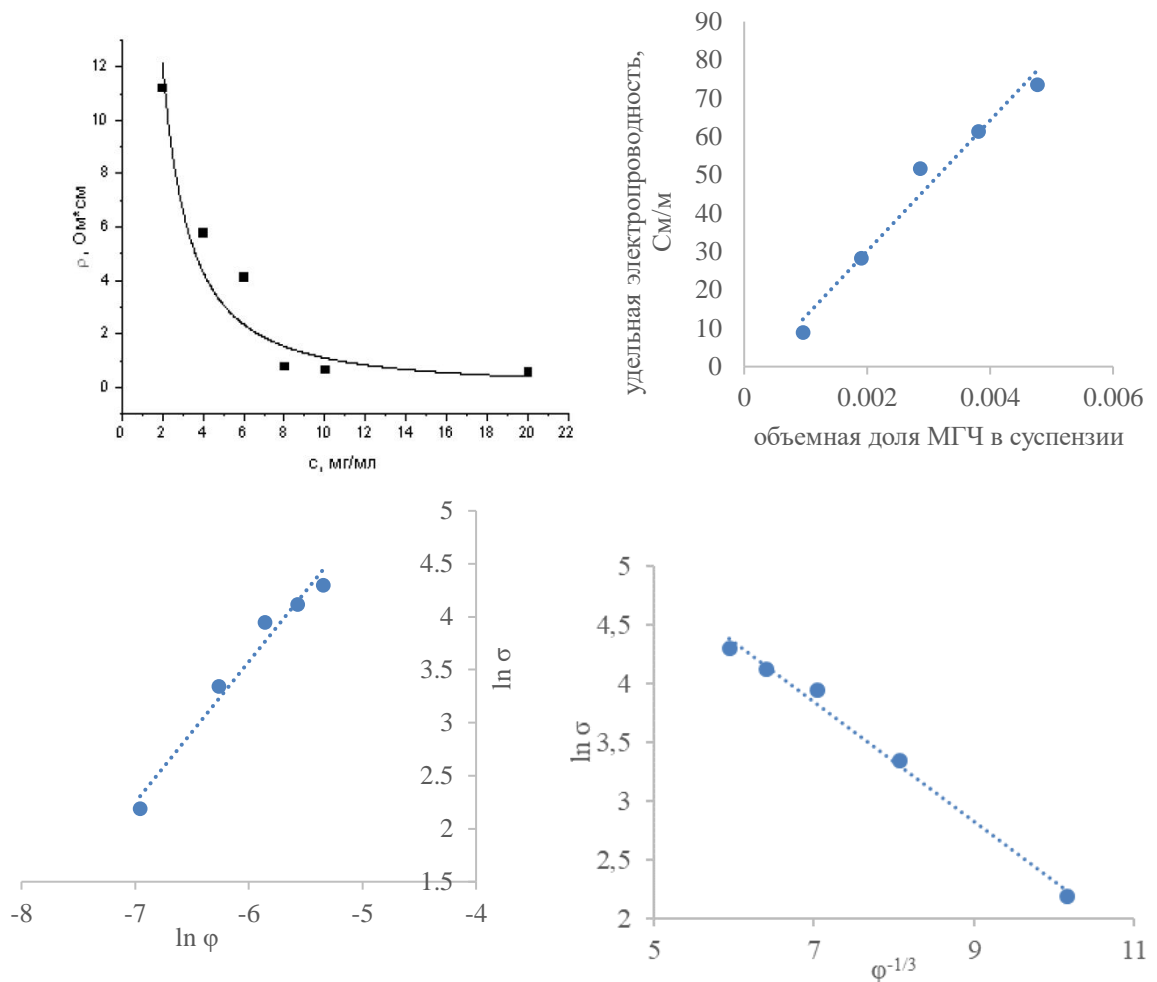 12
10
8
6
4
2
0
ρ, Ом*см
0 2 4 6 8 10 12 14 16 18 20 22
с, мг/мл
90
80
70
60
50
40
30
20
10
0
удельная электропроводность,
См/м
0 0.002 0.004 0.006
объемная доля МГЧ в суспензии
5
4.5
4
3.5
3
2.5
2
1.5
ln σ
-8 -7 -6 -5 -4
ln φ
5
4,5
4
3,5
3
2,5
2
ln σ
5 7 9 11
φ-1/3